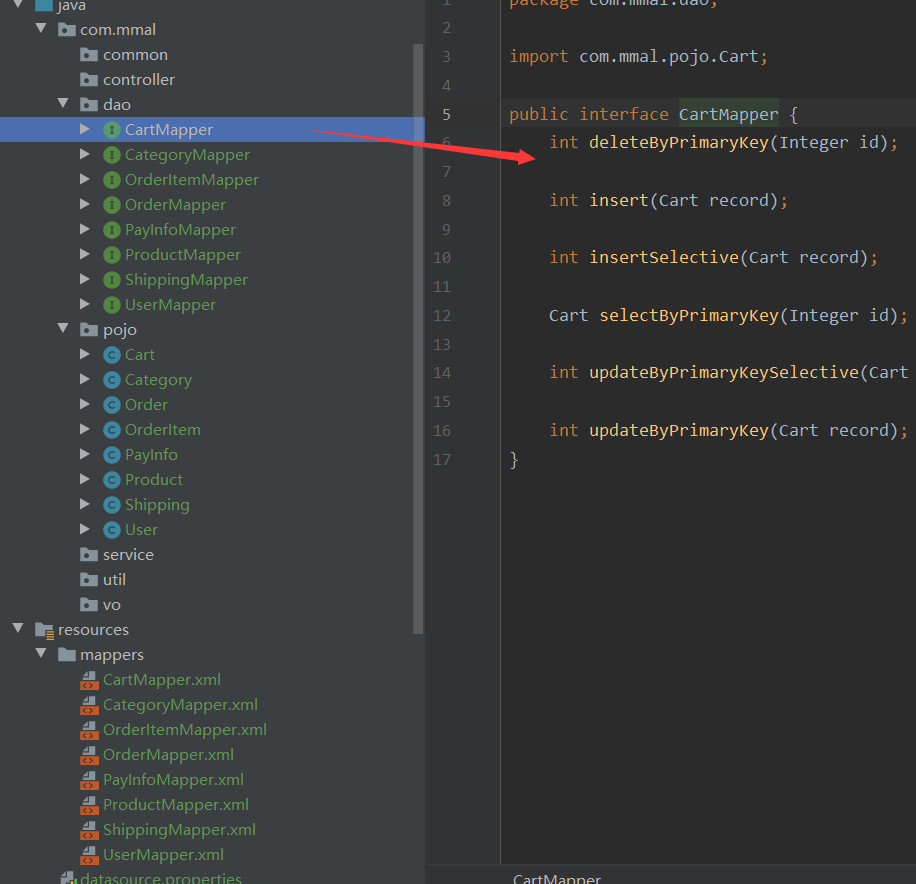 java
com.mmal
common
controller
dao
CartMapper
CategoryMapper
OrderItemMapper
OrderMapper
PayInfoMapper
ProductMapper
ShippingMapper
UserMapper
pojo
Cart
Category
Order
OrderItem
PayInfo
Product
Shipping
User
service
util
vo
resources
mappers
CartMapper.xml
CategoryMapper.xml
OrderItemMapper.xml
OrderMapper.xml
PayInfoMapper.xml
ProductMapper.xml
ShippingMapper.xml
UserMapper.xml
datasource.properties
1 package com.mmal.dao;
2
3 import com.mmal.pojo.Cart;
4
5 public interface CartMapper {
6 int deleteByPrimaryKey(Integer id);
7
8 int insert(Cart record);
9
10 int insertSelective(Cart record);
11
12 Cart selectByPrimaryKey(Integer id);
13
14 int updateByPrimaryKeySelective(Cart
15
16 int updateByPrimaryKey(Cart record);
17 }
CartMapper